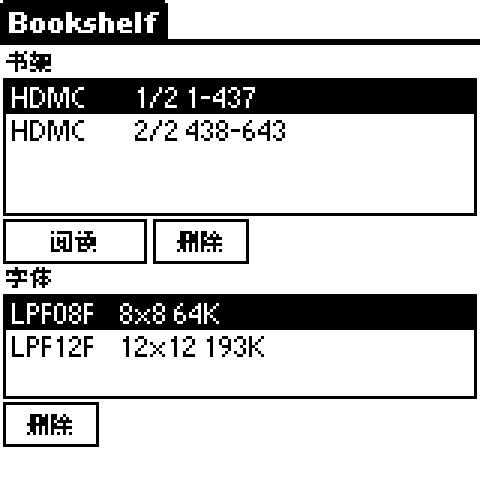 Bookshelf
书架
HDMC 1/2 1-437
HDMC 2/2 438-643
阅读 删除
字体
LPF08F 8x8 64K
LPF12F 12x12 193K
删除